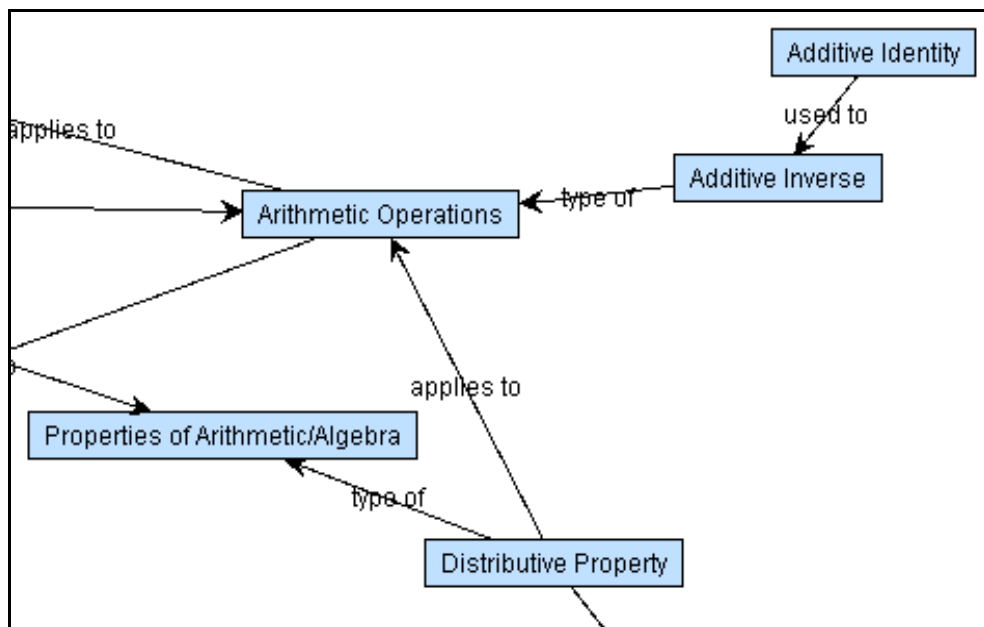 Additive Identity
used to
applies to
Additive Inverse
type of
Arithmetic Operations
applies to
Properties of Arithmetic/Algebra
type of
Distributive Property